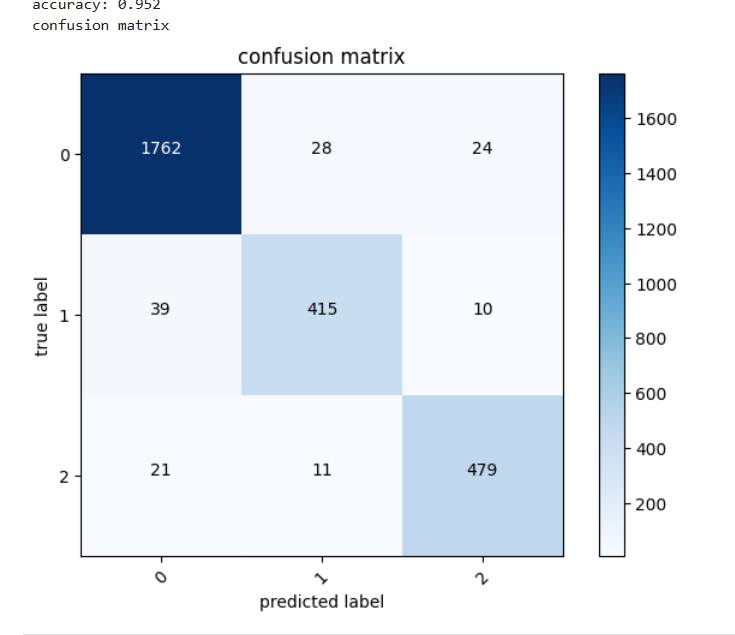 accuracy: 0.952
confusion matrix
confusion matrix
1600
0 1762 28 24
1400
1200
1000
true label
1 39 415 10
800
600
400
2 21 11 479
200
0 1 2
predicted label